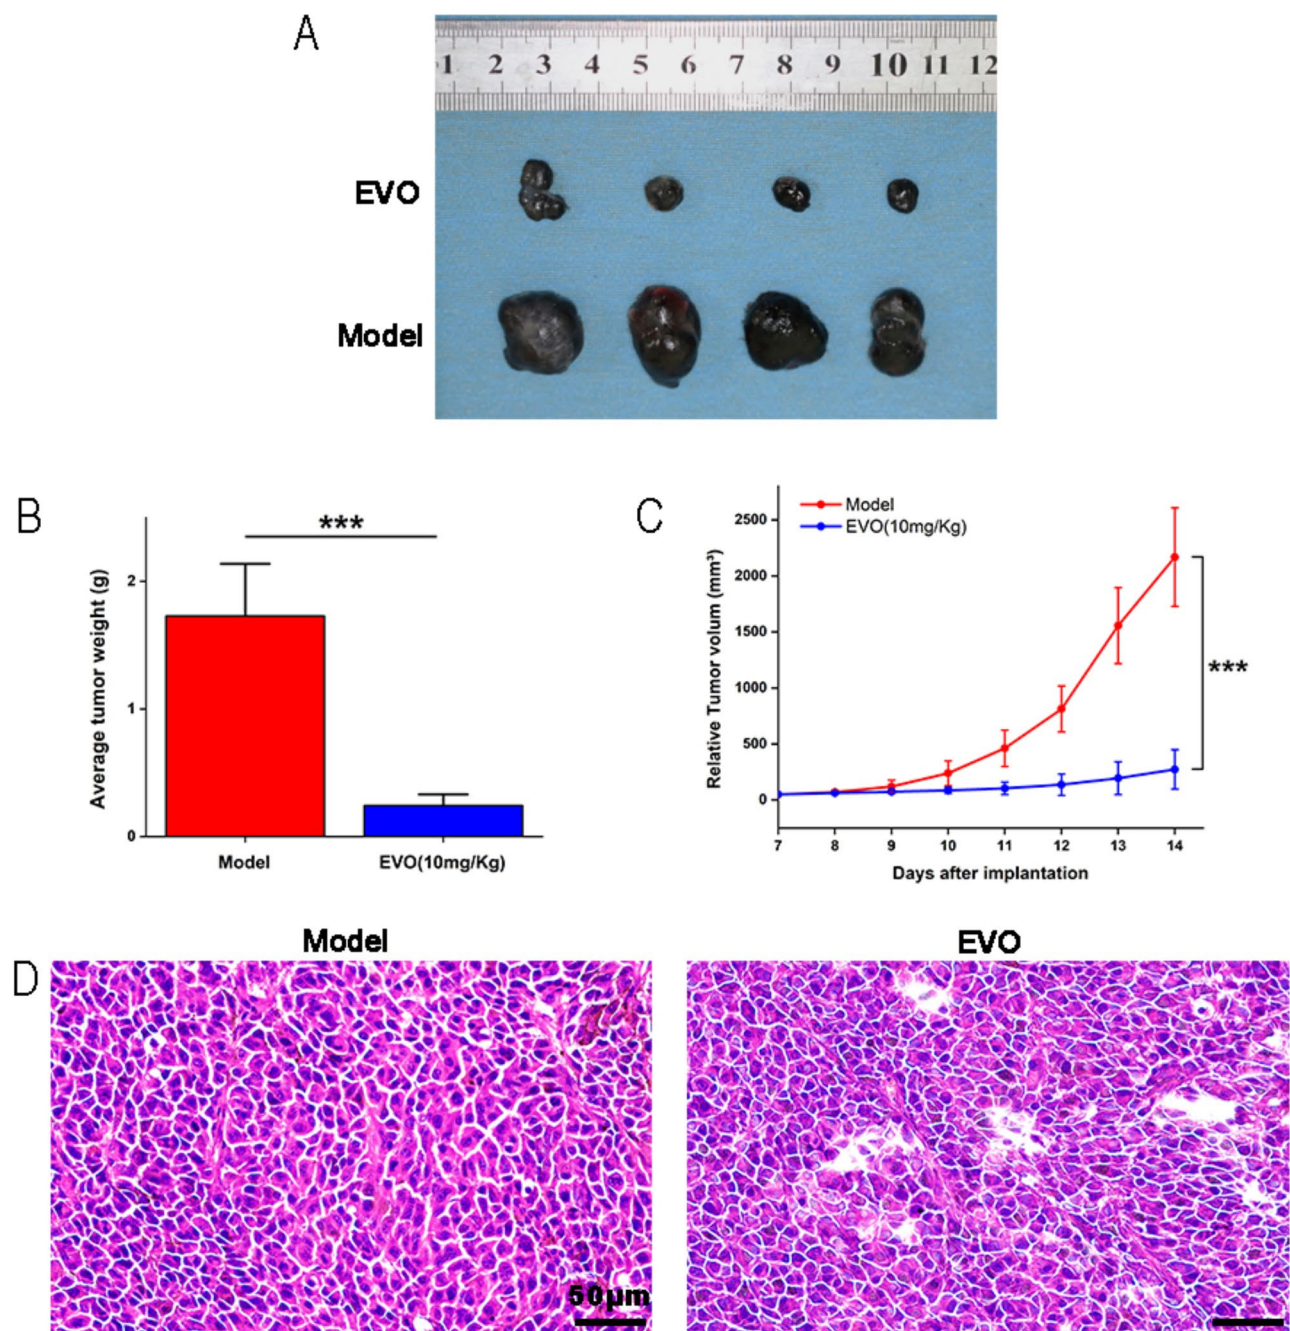 A
1 2 3 4 5 6 7 8 9 10 11 12
EVO
Model
B
***
Average tumor weight (g)
2
1
0
Model
EVO(10mg/Kg)
C
Model
EVO(10mg/Kg)
Relative Tumor volum (mm³)
2500
2000
1500
1000
500
0
***
7 8 9 10 11 12 13 14
Days after implantation
D
Model
EVO
50μm